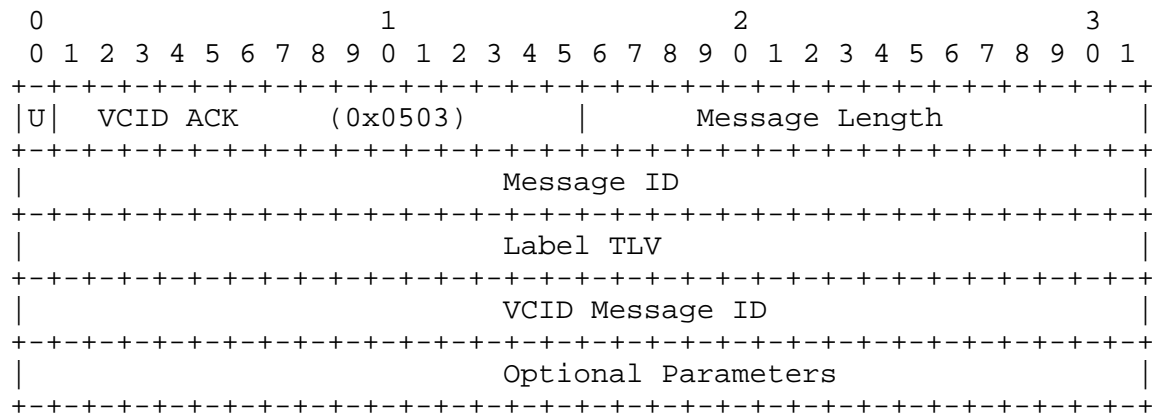 0                   1                   2                   3
 0 1 2 3 4 5 6 7 8 9 0 1 2 3 4 5 6 7 8 9 0 1 2 3 4 5 6 7 8 9 0 1
+-+-+-+-+-+-+-+-+-+-+-+-+-+-+-+-+-+-+-+-+-+-+-+-+-+-+-+-+-+-+-+-+
|U|  VCID ACK     (0x0503)      |      Message Length           |
+-+-+-+-+-+-+-+-+-+-+-+-+-+-+-+-+-+-+-+-+-+-+-+-+-+-+-+-+-+-+-+-+
|                           Message ID                          |
+-+-+-+-+-+-+-+-+-+-+-+-+-+-+-+-+-+-+-+-+-+-+-+-+-+-+-+-+-+-+-+-+
|                           Label TLV                           |
+-+-+-+-+-+-+-+-+-+-+-+-+-+-+-+-+-+-+-+-+-+-+-+-+-+-+-+-+-+-+-+-+
|                           VCID Message ID                     |
+-+-+-+-+-+-+-+-+-+-+-+-+-+-+-+-+-+-+-+-+-+-+-+-+-+-+-+-+-+-+-+-+
|                           Optional Parameters                 |
+-+-+-+-+-+-+-+-+-+-+-+-+-+-+-+-+-+-+-+-+-+-+-+-+-+-+-+-+-+-+-+-+